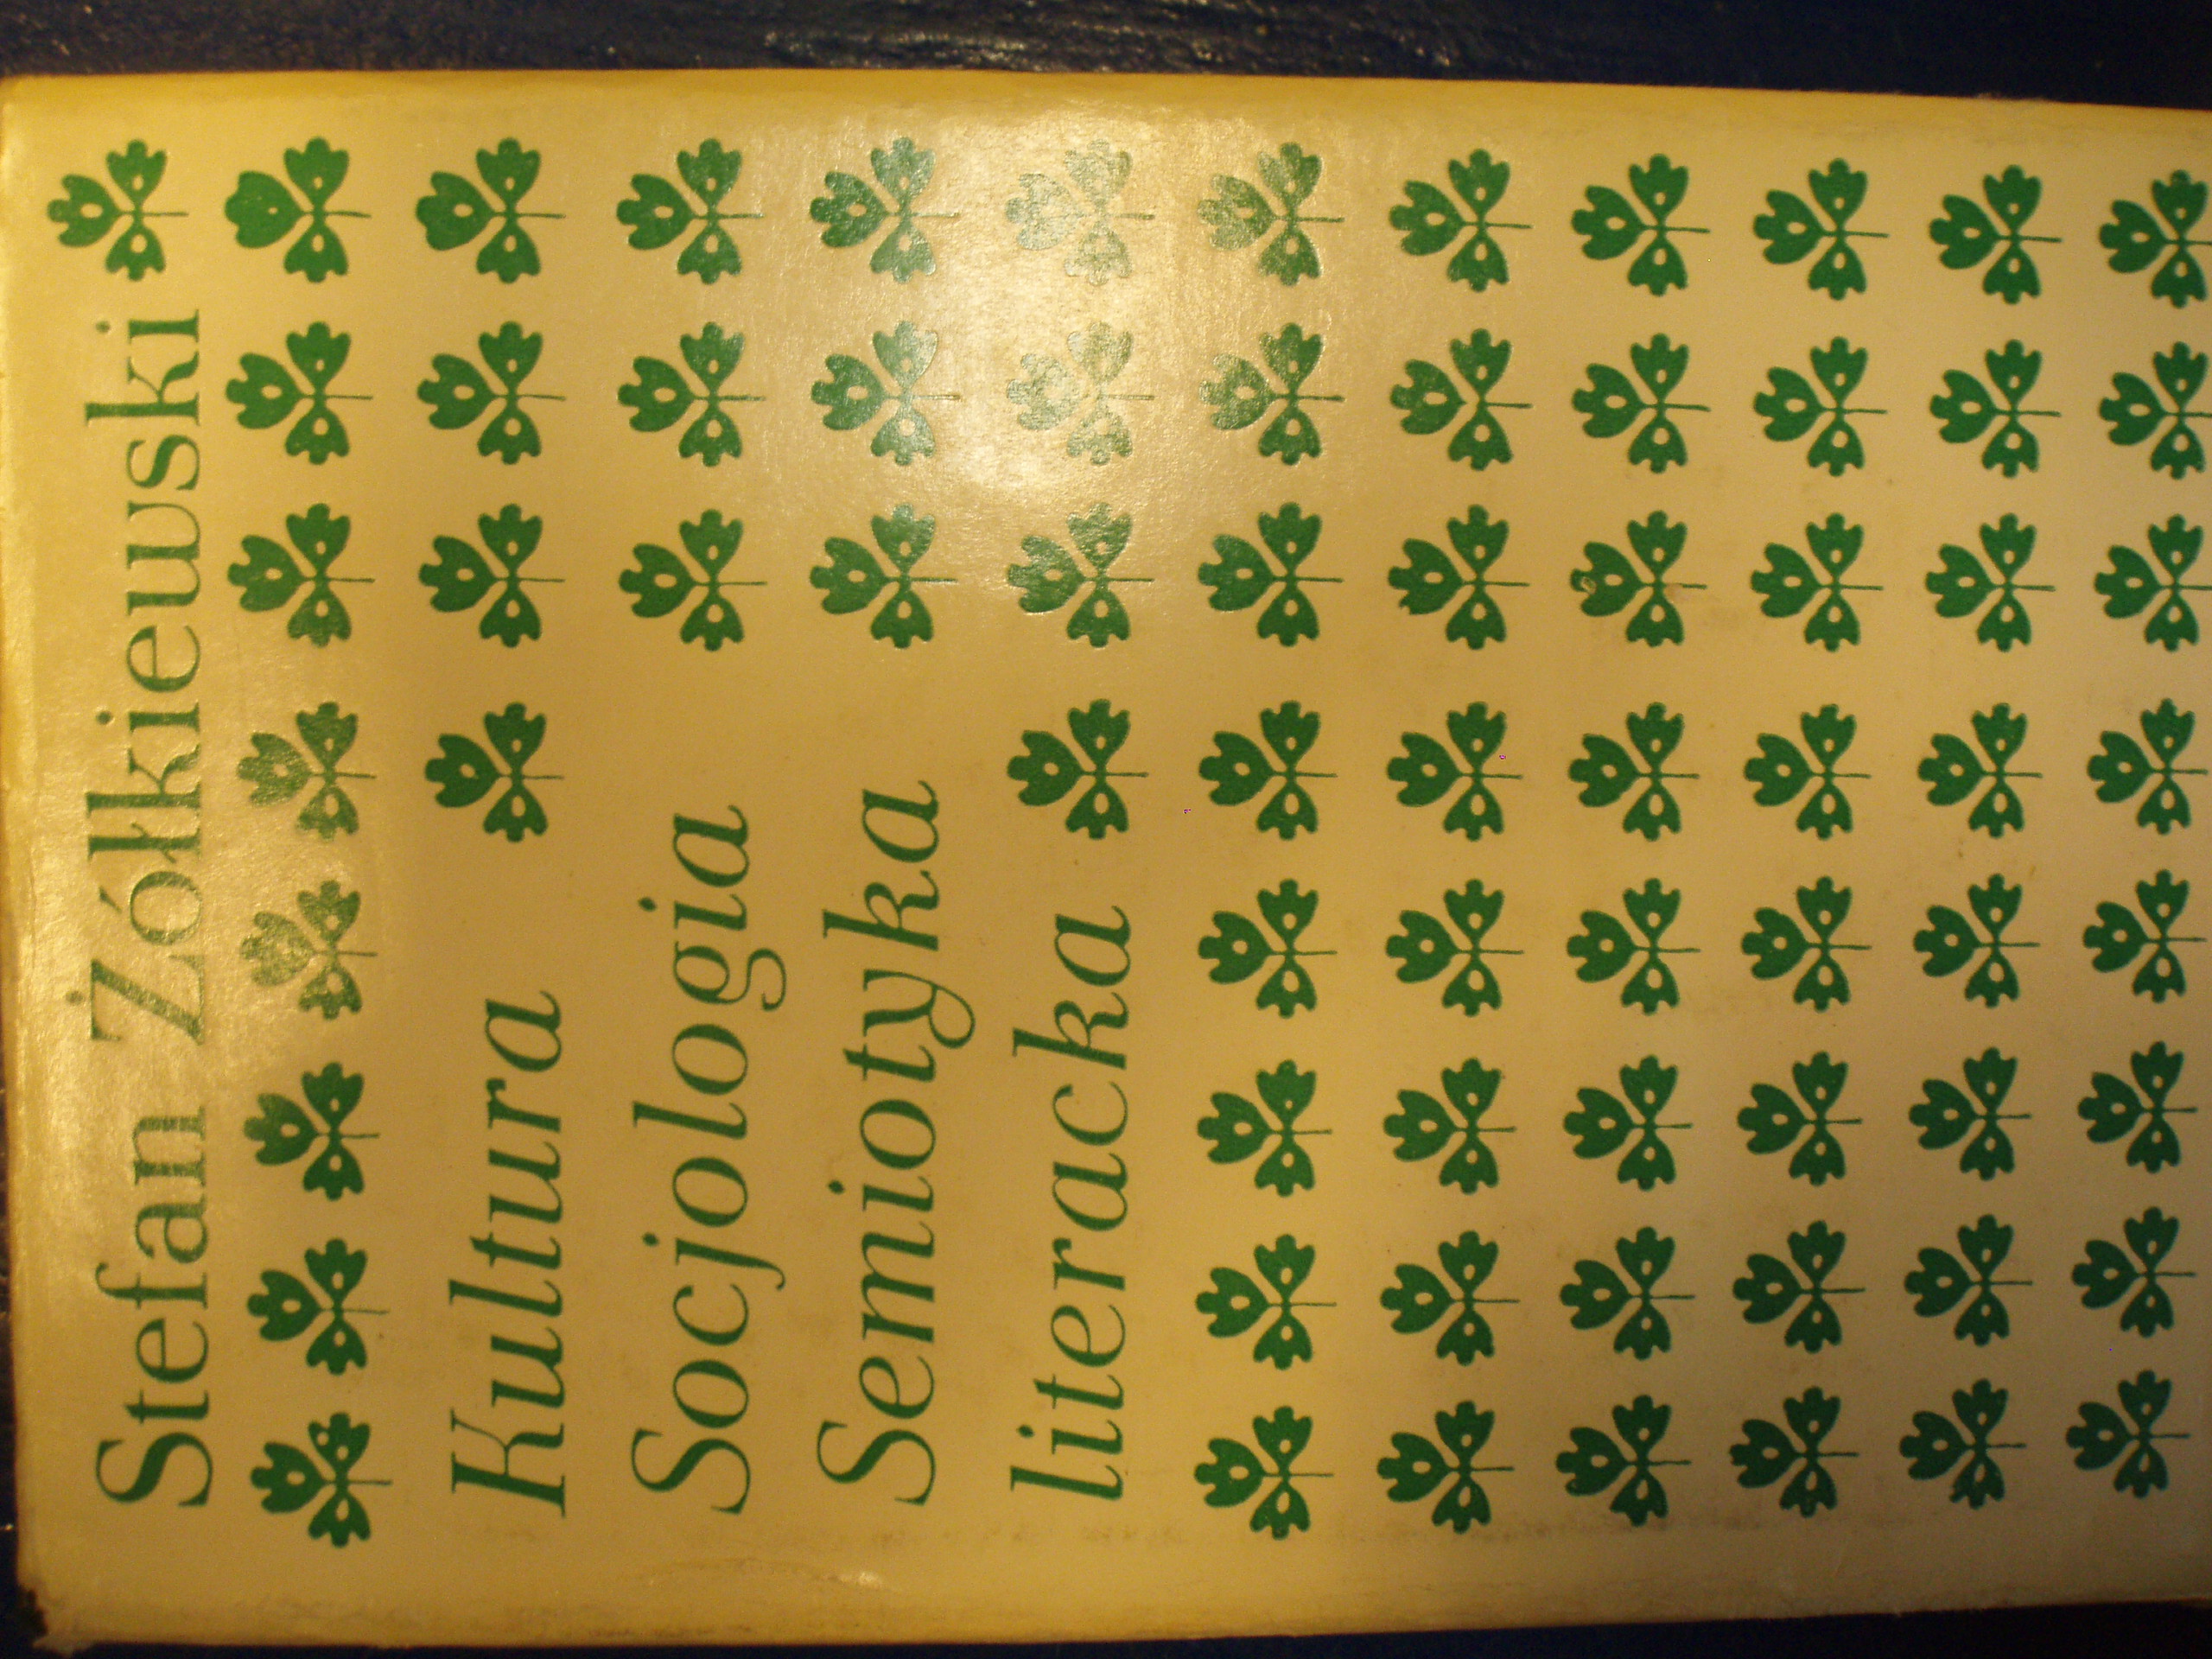 Stefan Żółkiewski
Kultura
Socjologia
Semiotyka
literacka